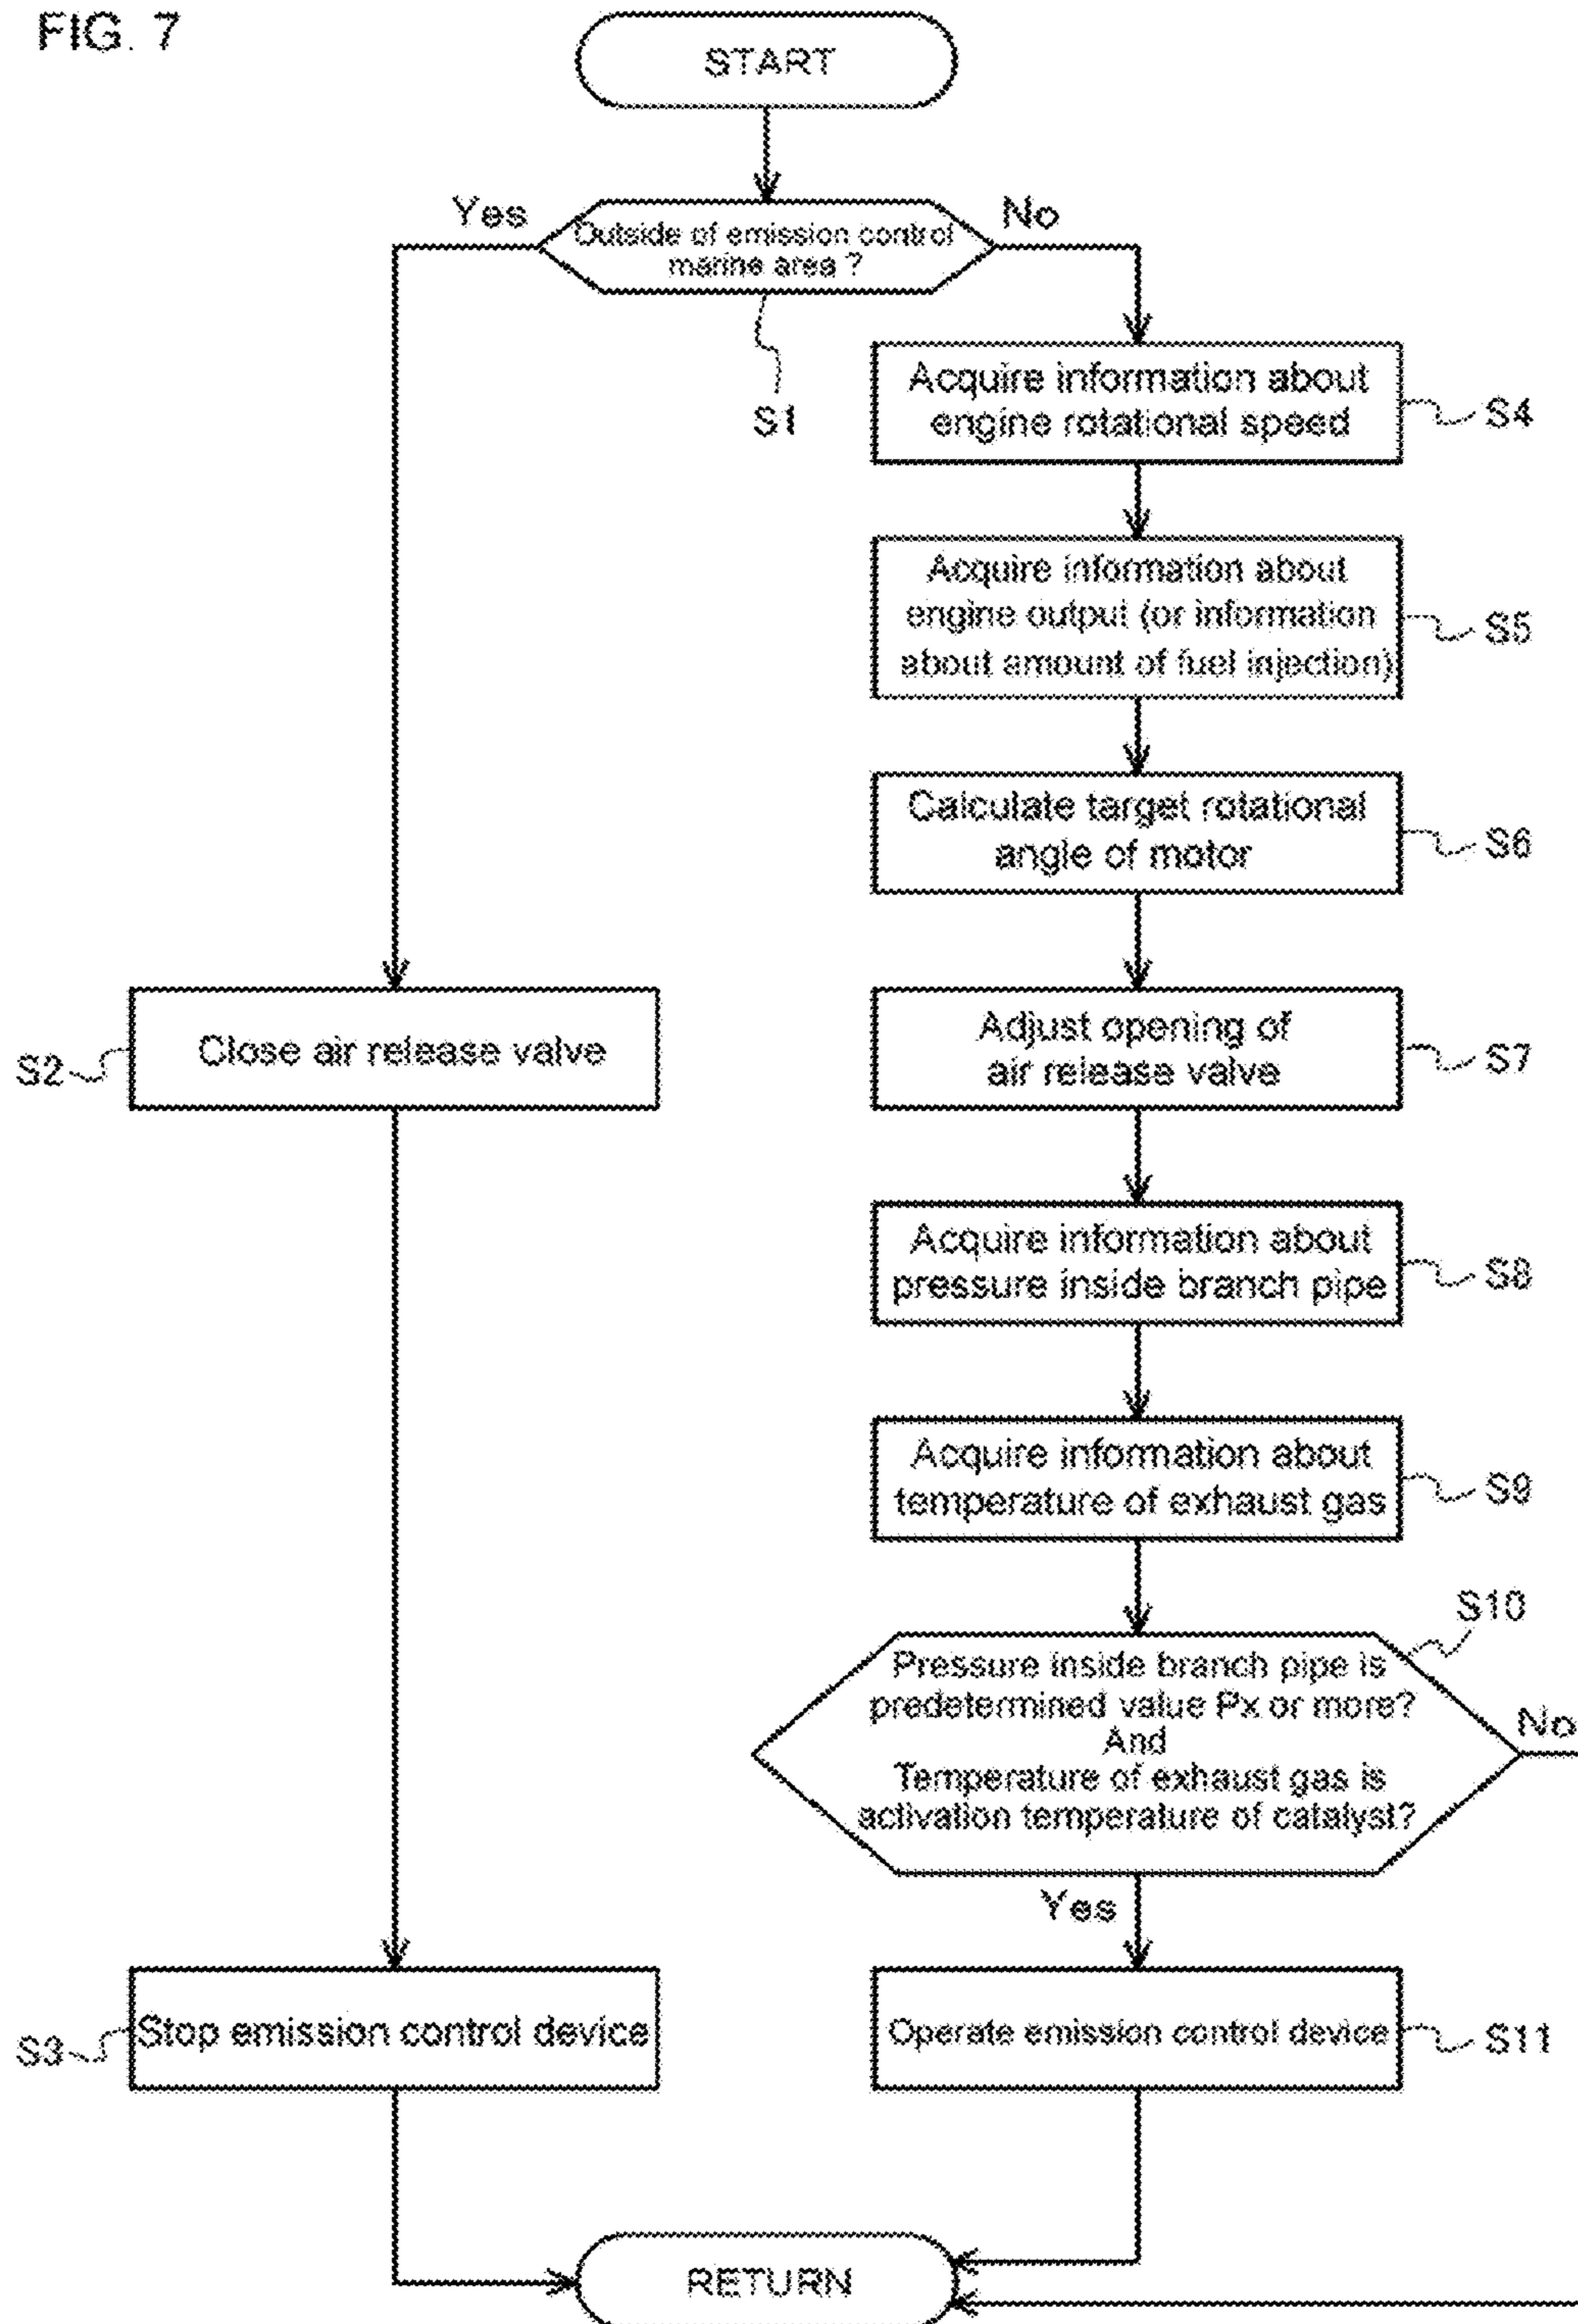 FIG. 7
START
Yes
No
Outside of emission control
marine area ?
S1
Acquire information about
engine rotational speed
S4
Acquire information about
engine output (or information
about amount of fuel injection)
S5
Calculate target rotational
angle of motor
S6
Close air release valve
S2
Adjust opening of
air release valve
S7
Acquire information about
pressure inside branch pipe
S8
Acquire information about
temperature of exhaust gas
S9
S10
Pressure inside branch pipe is
predetermined value Px or more?
And
Temperature of exhaust gas is
activation temperature of catalyst?
No
Yes
Stop emission control device
S3
Operate emission control device
S11
RETURN